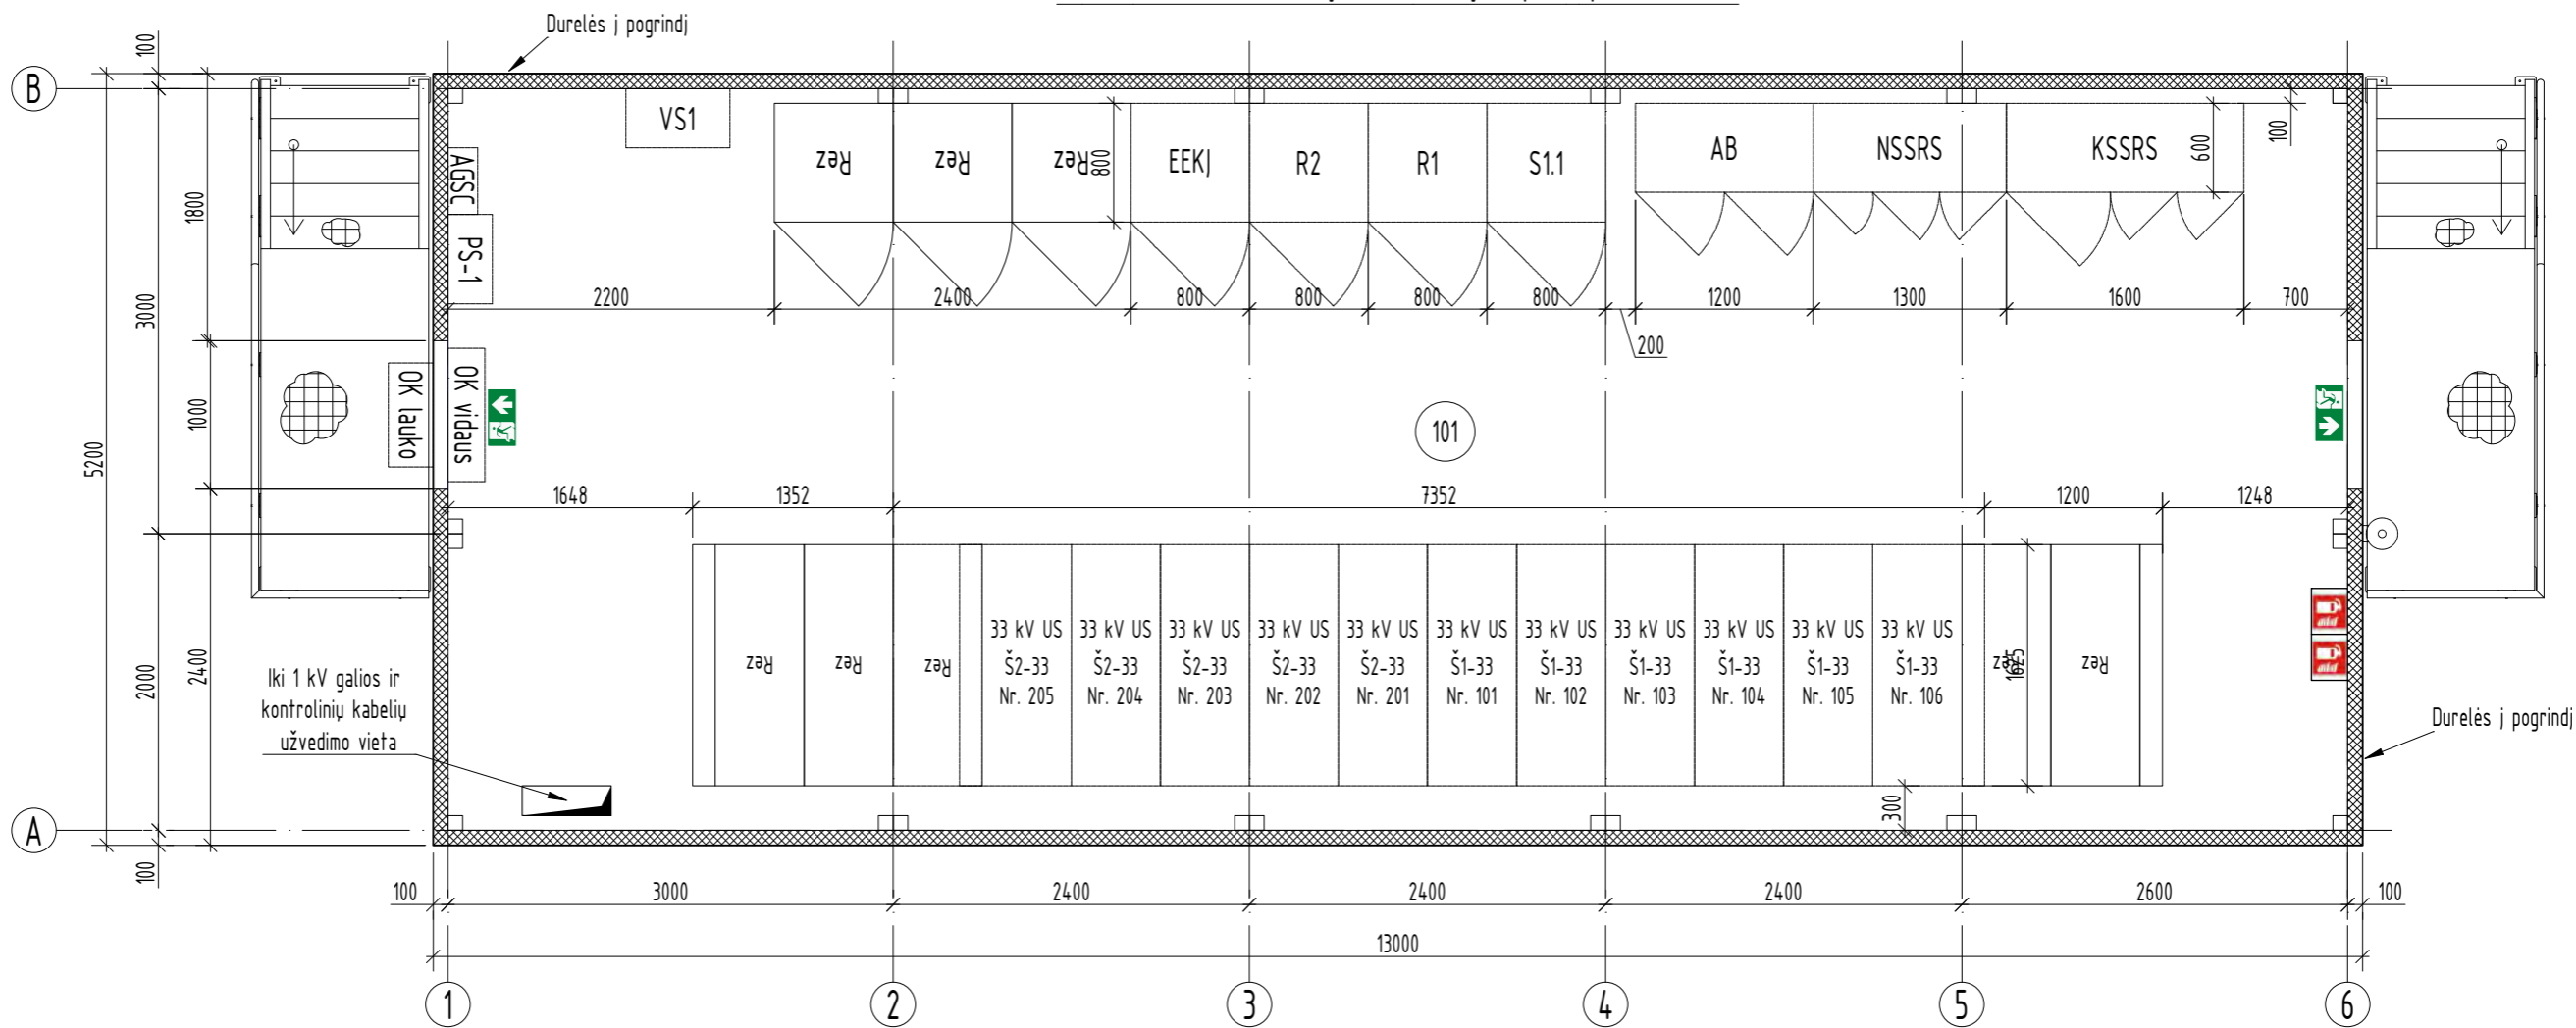 Durelės į pogrindį
B
100
5200
3000
1800
1000
2000
2400
100
A
VS1
AGSC
PS-1
OK lauko
OK vidaus
Rez
Rez
Rez
800
EEKĮ
R2
R1
S1.1
AB
NSSRS
KSSRS
600
100
2200
2400
800
800
800
800
200
1200
1300
1600
700
101
1648
1352
7352
1200
1248
Rez
Rez
Rez
33 kV US
Š2-33
Nr. 205
33 kV US
Š2-33
Nr. 204
33 kV US
Š2-33
Nr. 203
33 kV US
Š2-33
Nr. 202
33 kV US
Š2-33
Nr. 201
33 kV US
Š1-33
Nr. 101
33 kV US
Š1-33
Nr. 102
33 kV US
Š1-33
Nr. 103
33 kV US
Š1-33
Nr. 104
33 kV US
Š1-33
Nr. 105
33 kV US
Š1-33
Nr. 106
Rez
1625
Rez
300
Iki 1 kV galios ir
kontrolinių kabelių
užvedimo vieta
Durelės į pogrindį
100
3000
2400
2400
2400
2600
100
13000
1
2
3
4
5
6